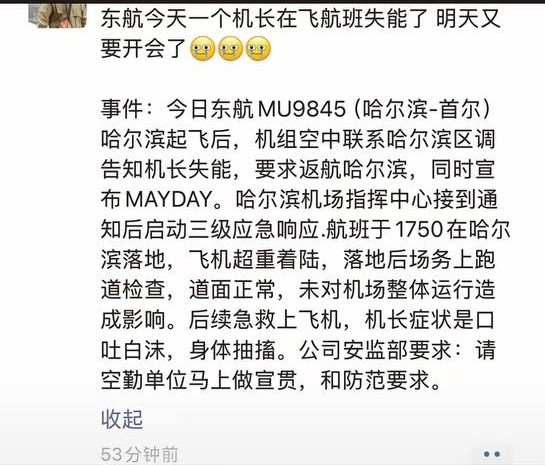 东航今天一个机长在飞航班失能了 明天又
要开会了🥹🥹🥹
事件：今日东航MU9845（哈尔滨-首尔）
哈尔滨起飞后，机组空中联系哈尔滨区调
告知机长失能，要求返航哈尔滨，同时宣
布MAYDAY。哈尔滨机场指挥中心接到通
知后启动三级应急响应.航班于1750在哈尔
滨落地，飞机超重着陆，落地后场务上跑
道检查，道面正常，未对机场整体运行造
成影响。后续急救上飞机，机长症状是口
吐白沫，身体抽搐。公司安监部要求：请
空勤单位马上做宣贯，和防范要求。
收起
53分钟前